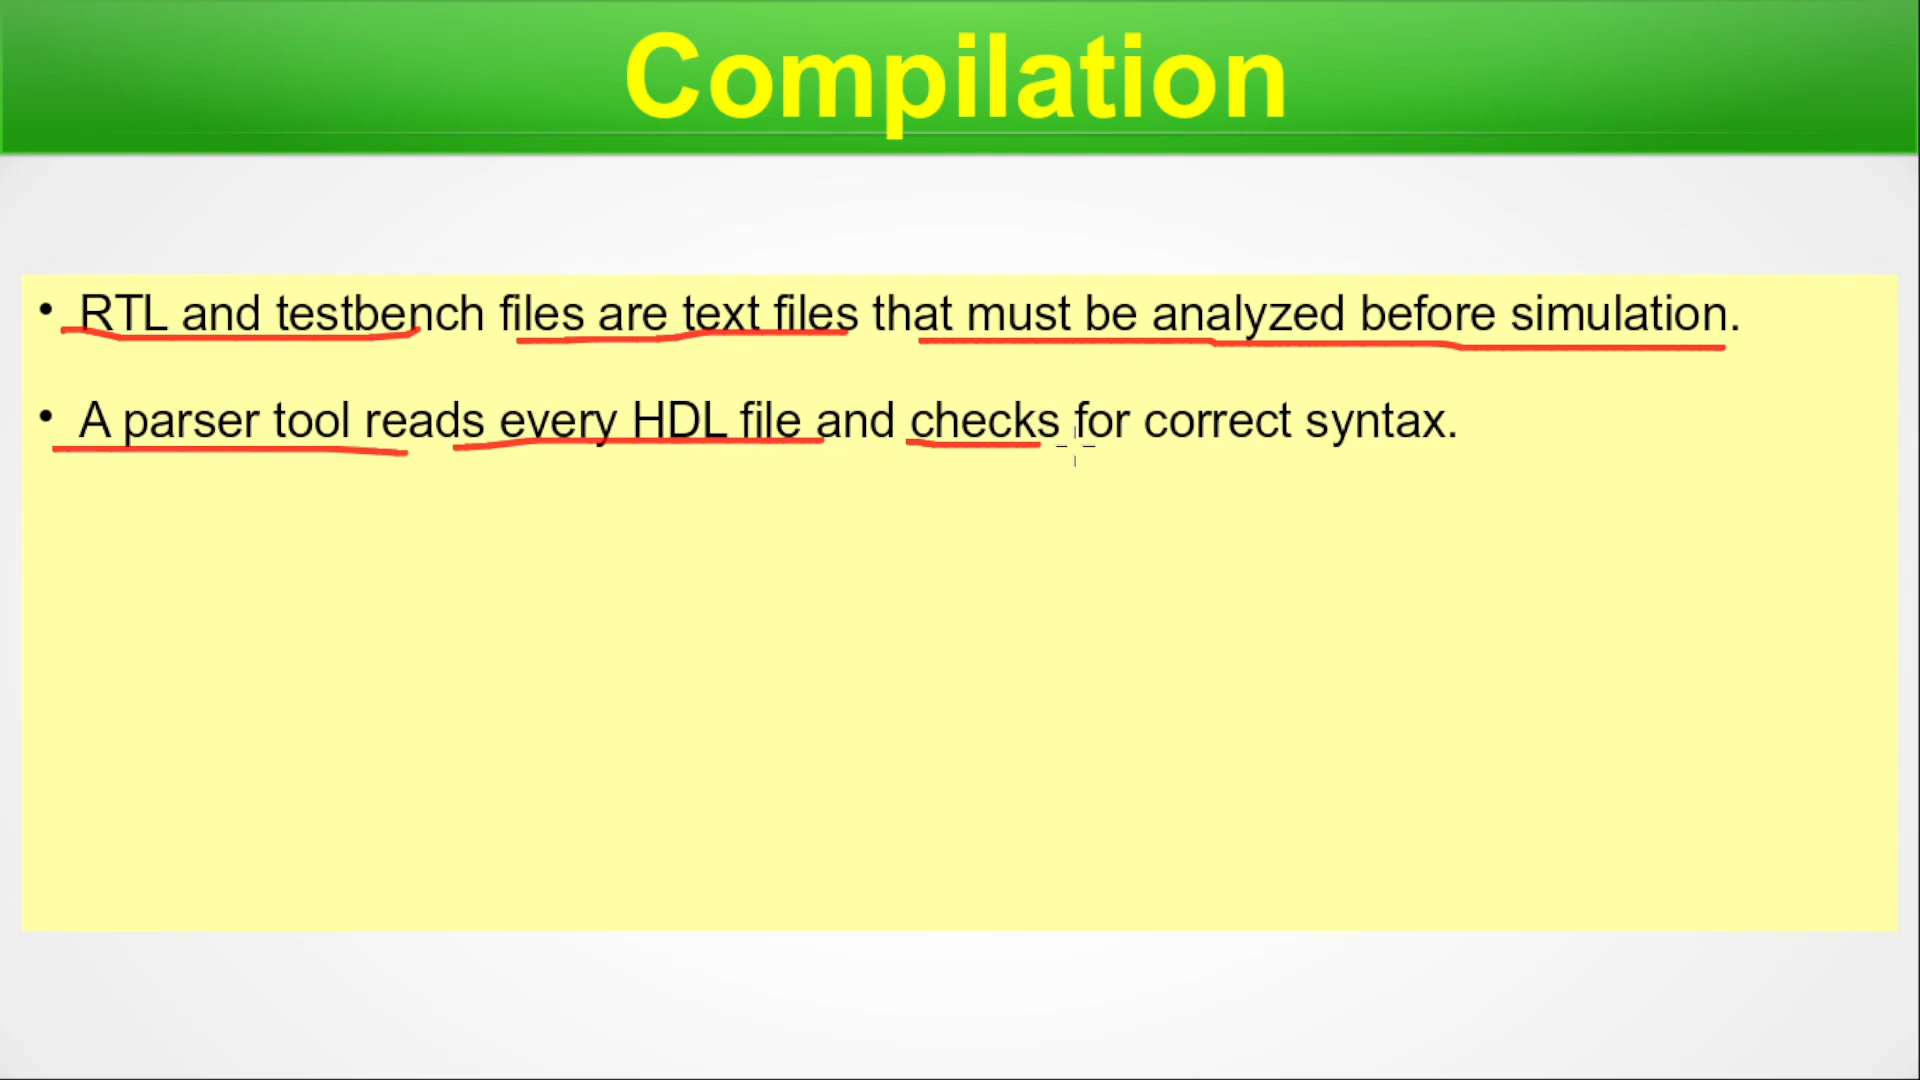 Compilation
• RTL and testbench files are text files that must be analyzed before simulation.
• A parser tool reads every HDL file and checks for correct syntax.